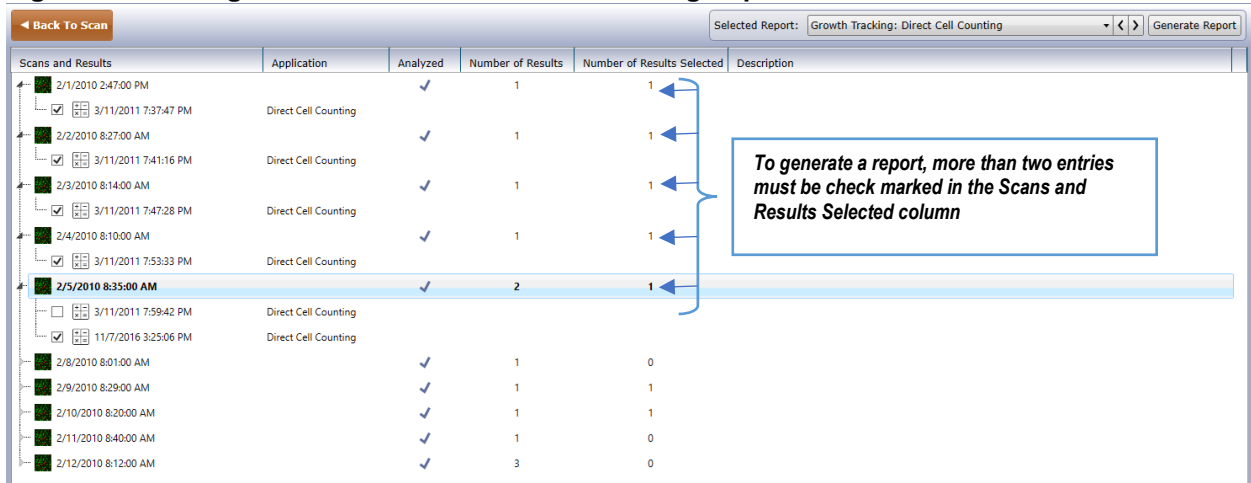 ◄ Back To Scan
Selected Report: Growth Tracking: Direct Cell Counting
Generate Report
Scans and Results Application Analyzed Number of Results Number of Results Selected Description
2/1/2010 2:47:00 PM 1 1
3/11/2011 7:37:47 PM Direct Cell Counting
2/2/2010 8:27:00 AM 1 1
3/11/2011 7:41:16 PM Direct Cell Counting
2/3/2010 8:14:00 AM 1 1
3/11/2011 7:47:28 PM Direct Cell Counting
2/4/2010 8:10:00 AM 1 1
3/11/2011 7:53:33 PM Direct Cell Counting
2/5/2010 8:35:00 AM 2 1
3/11/2011 7:59:42 PM Direct Cell Counting
11/7/2016 3:25:06 PM Direct Cell Counting
2/8/2010 8:01:00 AM 1 0
2/9/2010 8:29:00 AM 1 1
2/10/2010 8:20:00 AM 1 1
2/11/2010 8:40:00 AM 1 0
2/12/2010 8:12:00 AM 3 0
To generate a report, more than two entries
must be check marked in the Scans and
Results Selected column